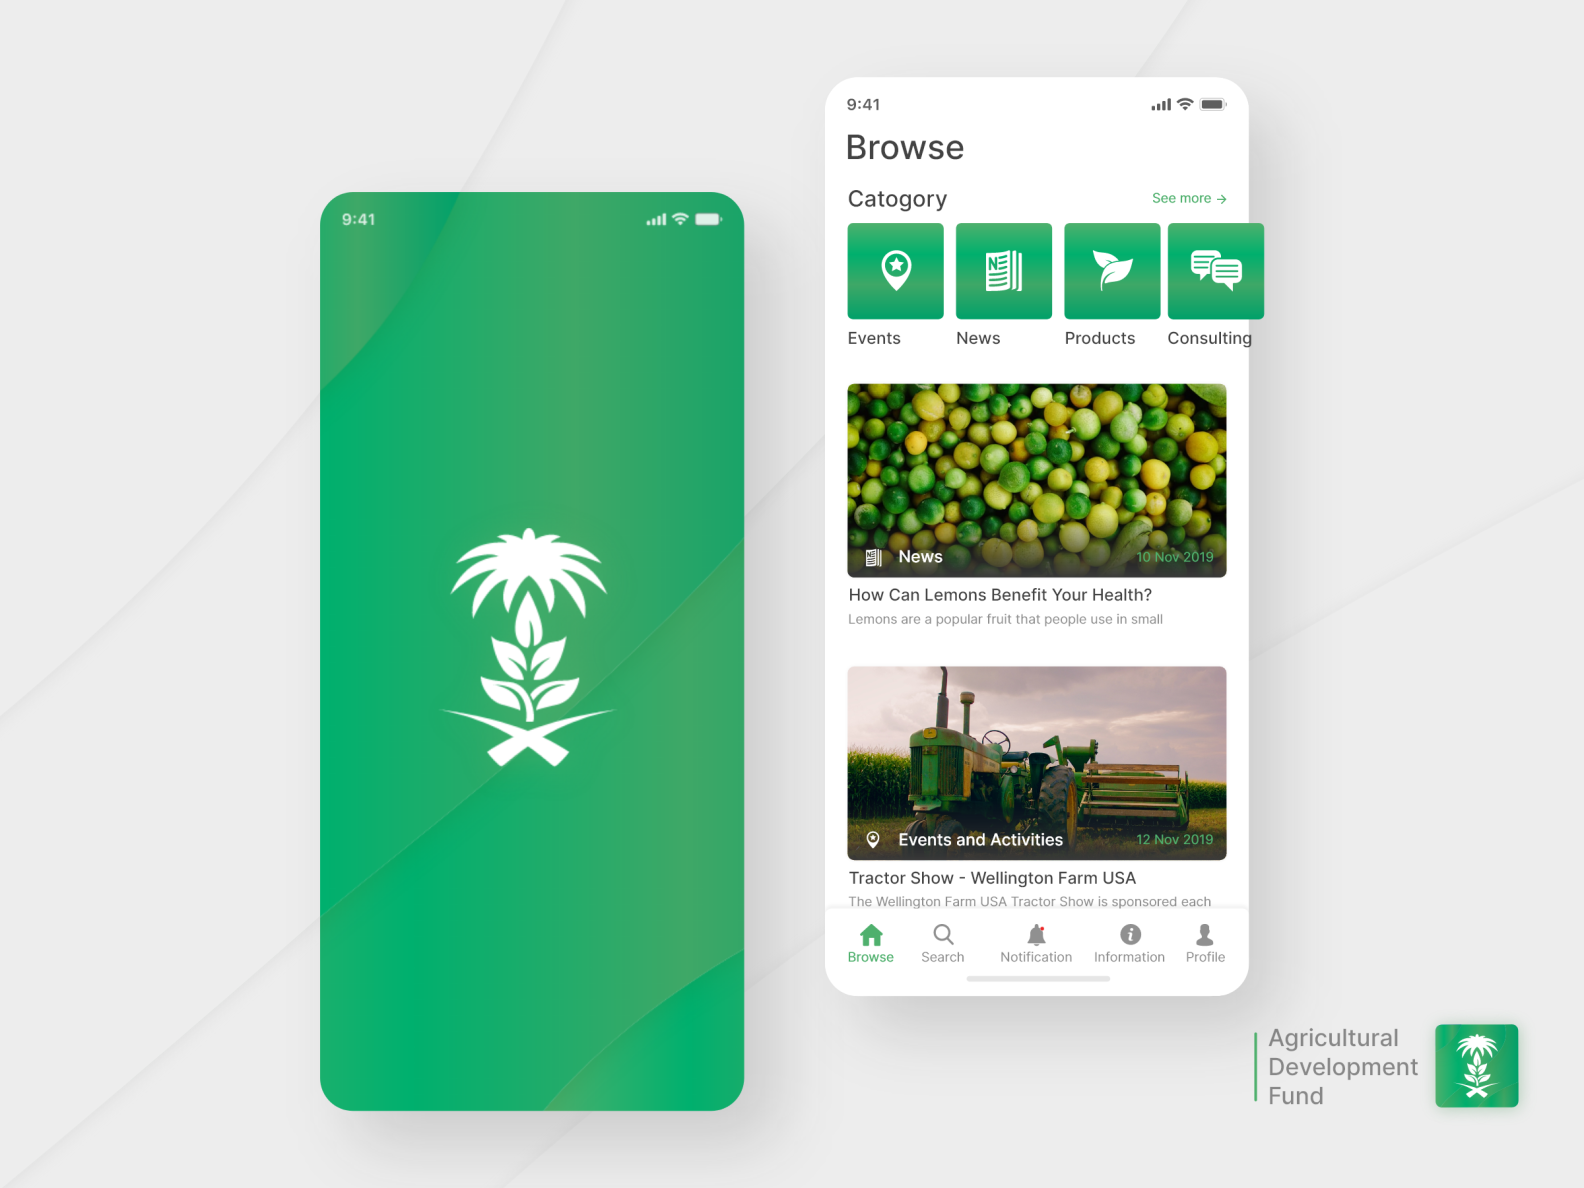 9:41
9:41
Browse
Catogory
See more →
Events
News
Products
Consulting
News
10 Nov 2019
How Can Lemons Benefit Your Health?
Lemons are a popular fruit that people use in small
Events and Activities
12 Nov 2019
Tractor Show - Wellington Farm USA
The Wellington Farm USA Tractor Show is sponsored each
Browse
Search
Notification
Information
Profile
Agricultural
Development
Fund